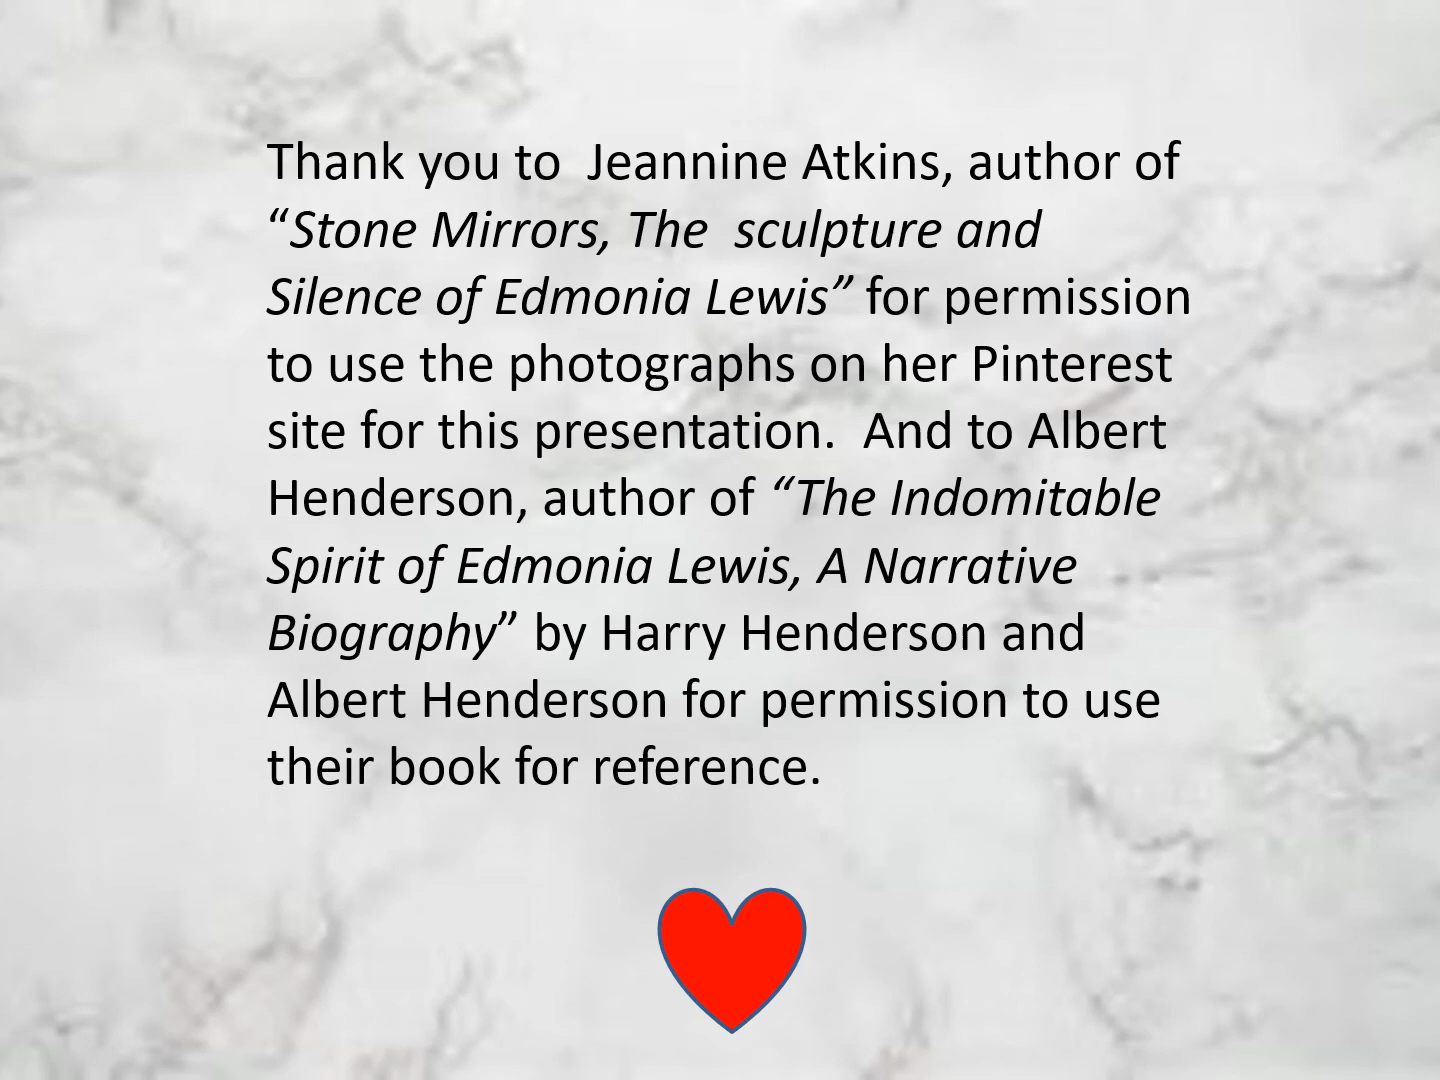 Thank you to  Jeannine Atkins, author of
“Stone Mirrors, The  sculpture and
Silence of Edmonia Lewis” for permission
to use the photographs on her Pinterest
site for this presentation.  And to Albert
Henderson, author of “The Indomitable
Spirit of Edmonia Lewis, A Narrative
Biography” by Harry Henderson and
Albert Henderson for permission to use
their book for reference.